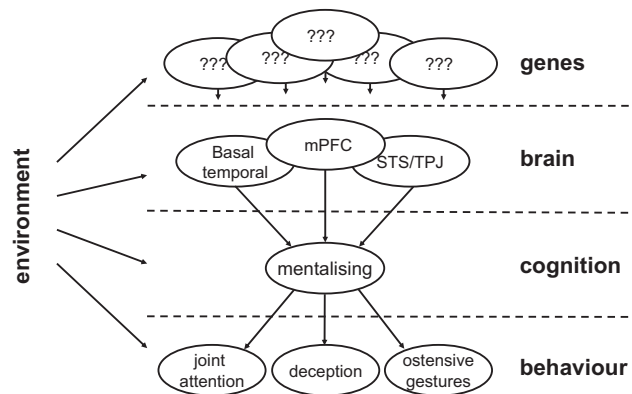 ???
???
???
???
???
genes
Basal
temporal
mPFC
STS/TPJ
brain
environment
mentalising
cognition
joint
attention
deception
ostensive
gestures
behaviour